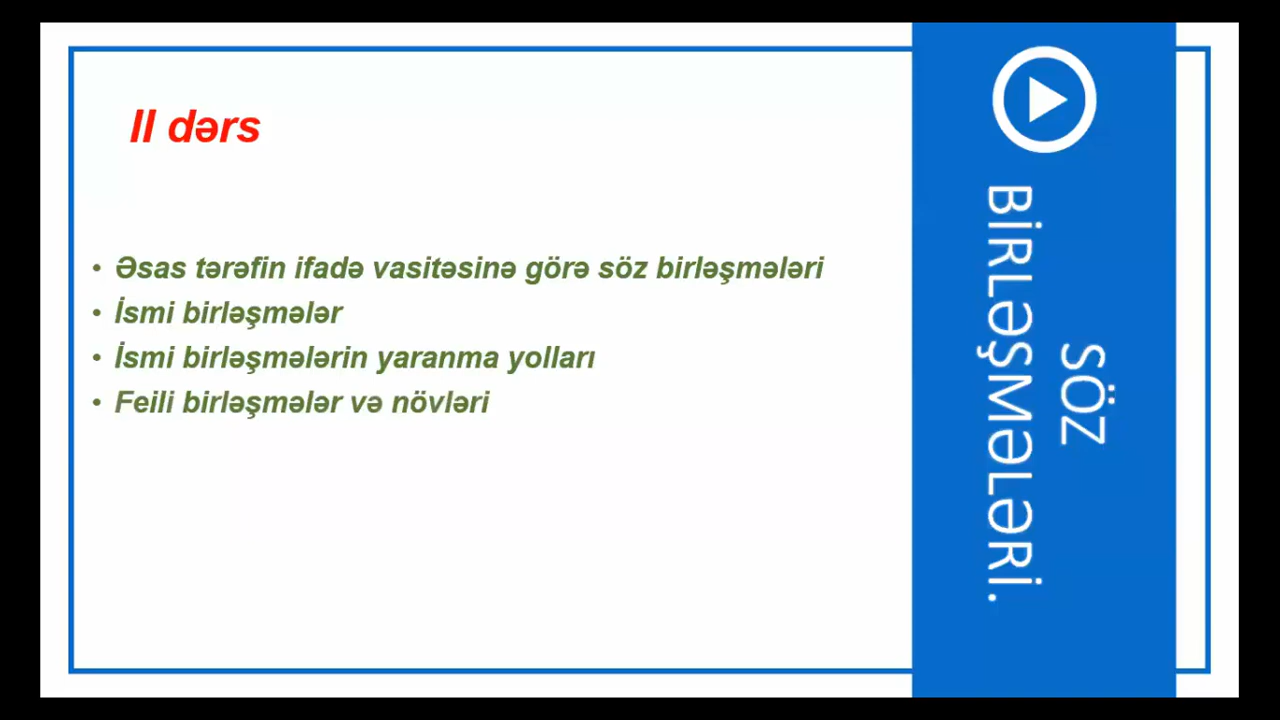 II dərs
• Əsas tərəfin ifadə vasitəsinə görə söz birləşmələri
• İsmi birləşmələr
• İsmi birləşmələrin yaranma yolları
• Feili birləşmələr və növləri
SÖZ
BİRLƏŞMƏLƏRİ.